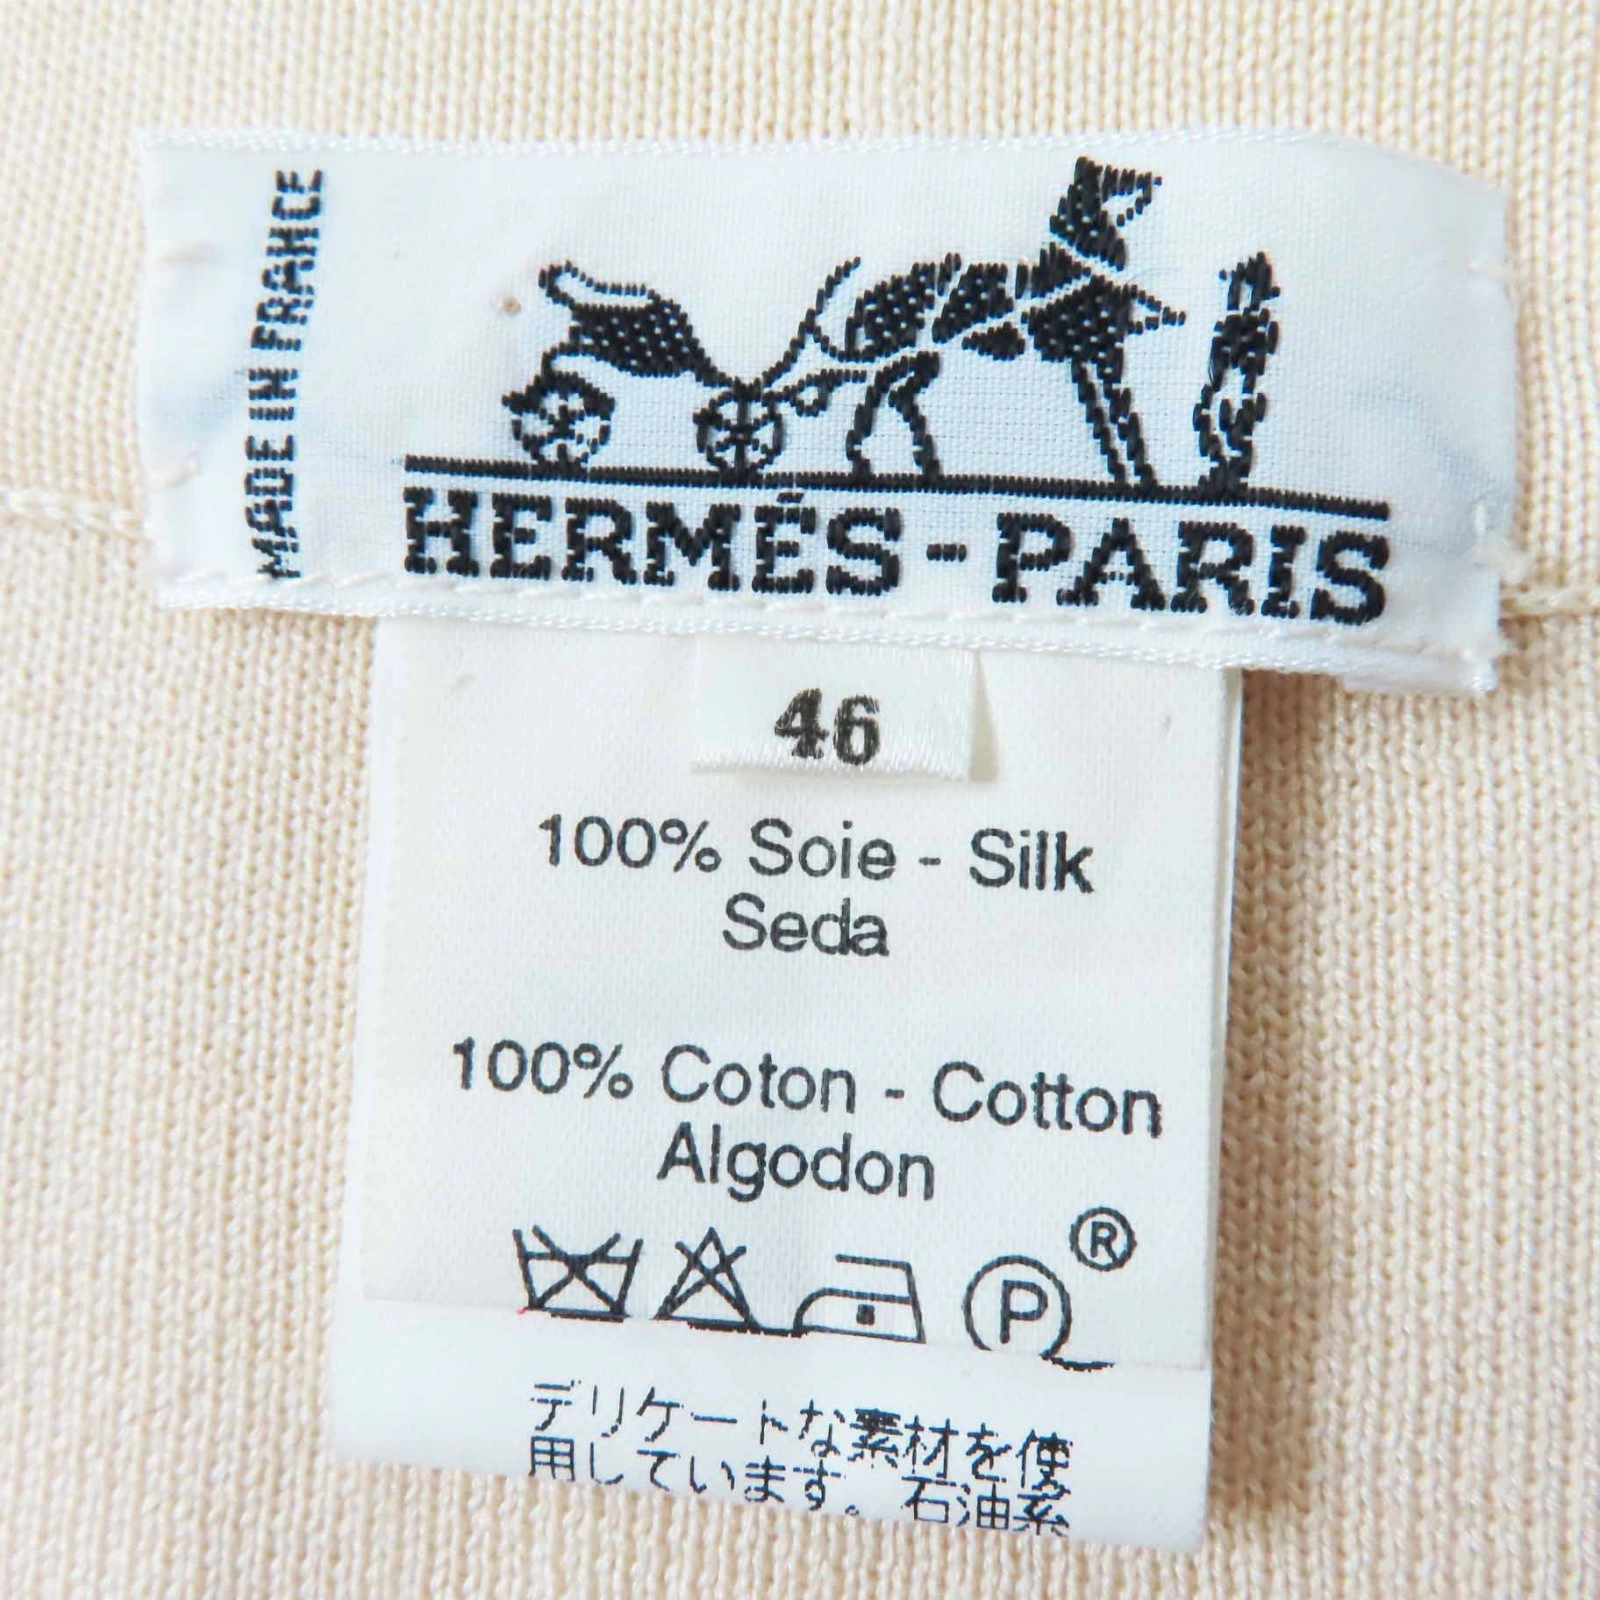 MADE IN FRANCE
HERMÉS-PARIS
46
100% Soie - Silk
Seda
100% Coton - Cotton
Algodon
P ®
デリケートな素材を使
用しています。石油系